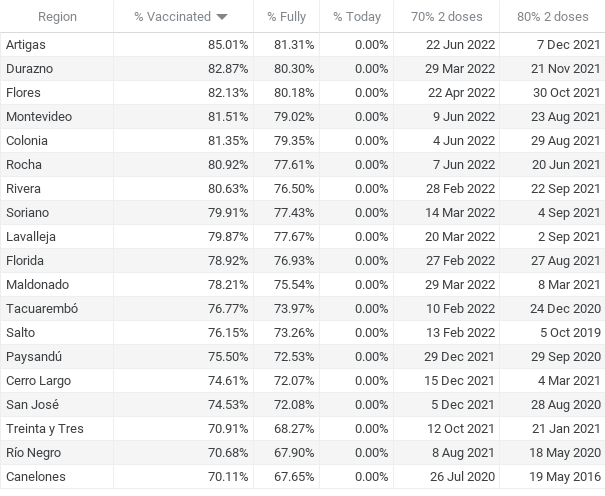 Region % Vaccinated % Fully % Today 70% 2 doses 80% 2 doses
Artigas 85.01% 81.31% 0.00% 22 Jun 2022 7 Dec 2021
Durazno 82.87% 80.30% 0.00% 29 Mar 2022 21 Nov 2021
Flores 82.13% 80.18% 0.00% 22 Apr 2022 30 Oct 2021
Montevideo 81.51% 79.02% 0.00% 9 Jun 2022 23 Aug 2021
Colonia 81.35% 79.35% 0.00% 4 Jun 2022 29 Aug 2021
Rocha 80.92% 77.61% 0.00% 7 Jun 2022 20 Jun 2021
Rivera 80.63% 76.50% 0.00% 28 Feb 2022 22 Sep 2021
Soriano 79.91% 77.43% 0.00% 14 Mar 2022 4 Sep 2021
Lavalleja 79.87% 77.67% 0.00% 20 Mar 2022 2 Sep 2021
Florida 78.92% 76.93% 0.00% 27 Feb 2022 27 Aug 2021
Maldonado 78.21% 75.54% 0.00% 29 Mar 2022 8 Mar 2021
Tacuarembó 76.77% 73.97% 0.00% 10 Feb 2022 24 Dec 2020
Salto 76.15% 73.26% 0.00% 13 Feb 2022 5 Oct 2019
Paysandú 75.50% 72.53% 0.00% 29 Dec 2021 29 Sep 2020
Cerro Largo 74.61% 72.07% 0.00% 15 Dec 2021 4 Mar 2021
San José 74.53% 72.08% 0.00% 5 Dec 2021 28 Aug 2020
Treinta y Tres 70.91% 68.27% 0.00% 12 Oct 2021 21 Jan 2021
Río Negro 70.68% 67.90% 0.00% 8 Aug 2021 18 May 2020
Canelones 70.11% 67.65% 0.00% 26 Jul 2020 19 May 2016